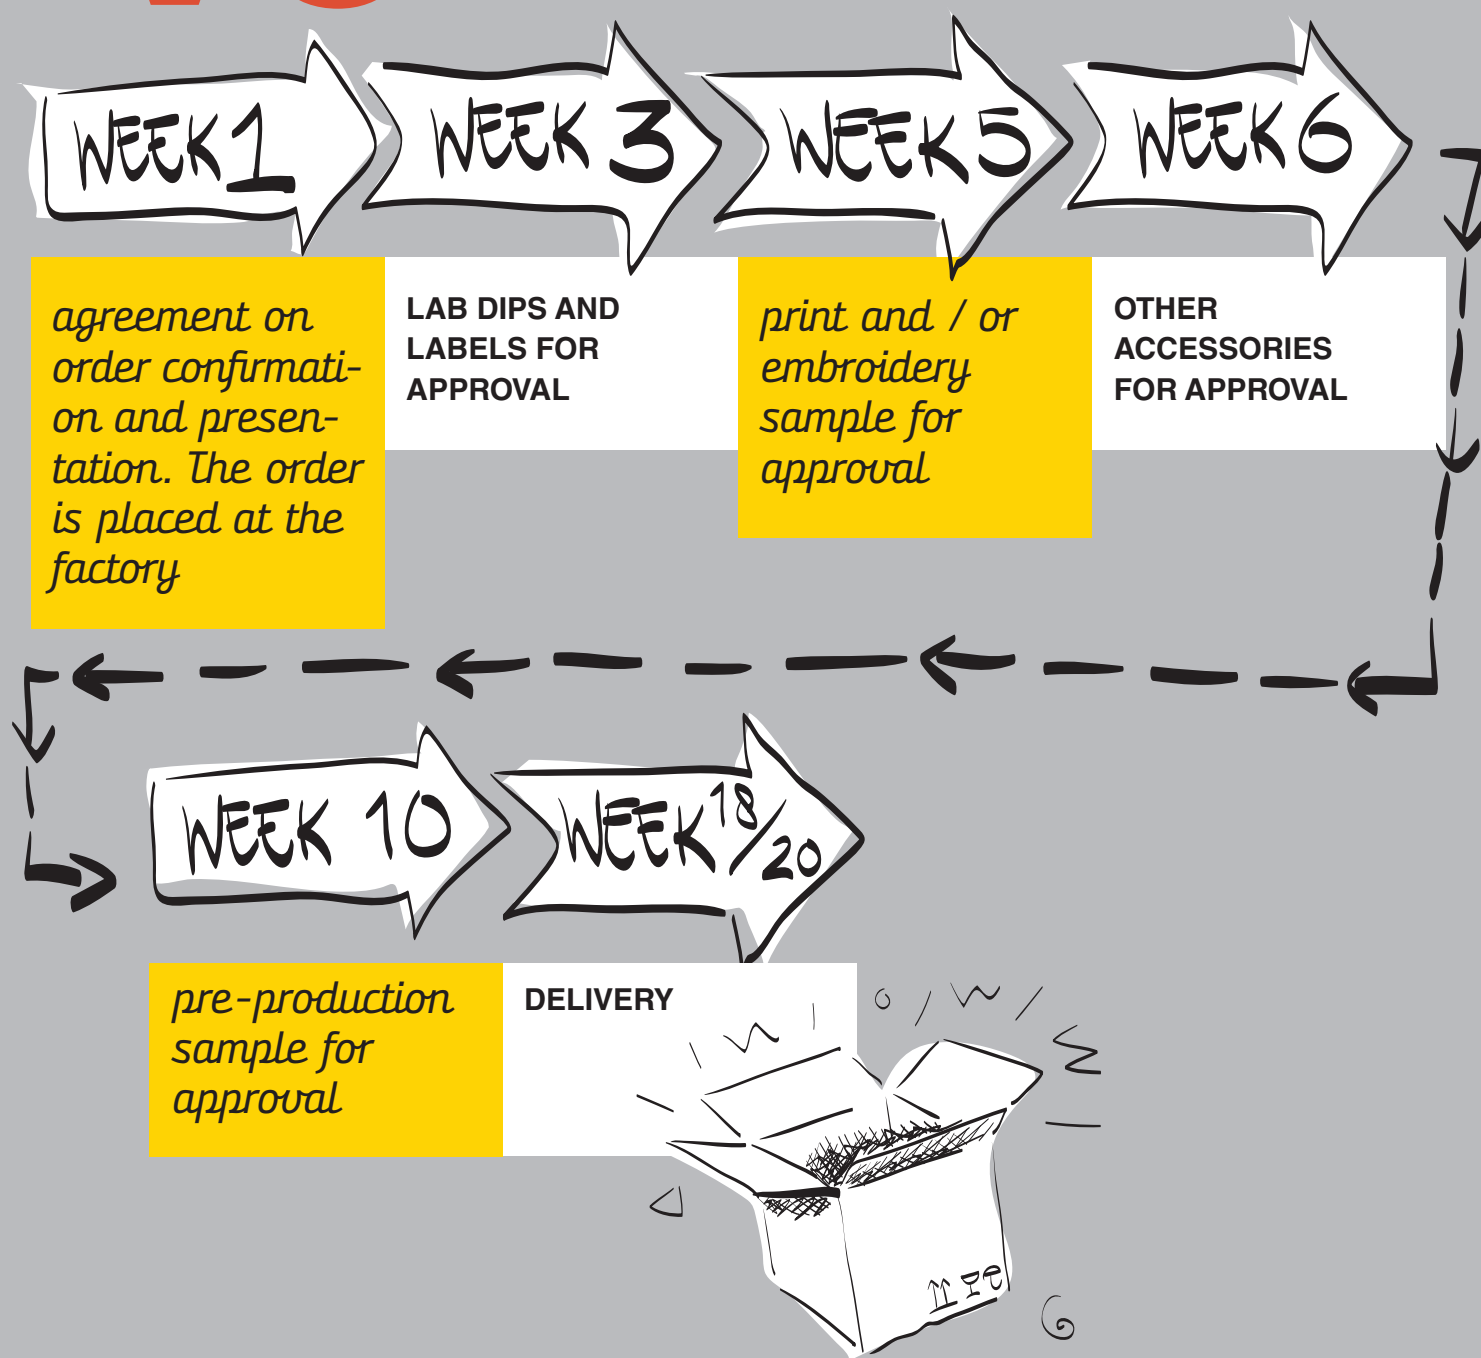 WEEK 1
WEEK 3
WEEK 5
WEEK 6
agreement on
order confirmati-
on and presen-
tation. The order
is placed at the
factory
LAB DIPS AND
LABELS FOR
APPROVAL
print and / or
embroidery
sample for
approval
OTHER
ACCESSORIES
FOR APPROVAL
WEEK 10
WEEK 18/20
pre-production
sample for
approval
DELIVERY